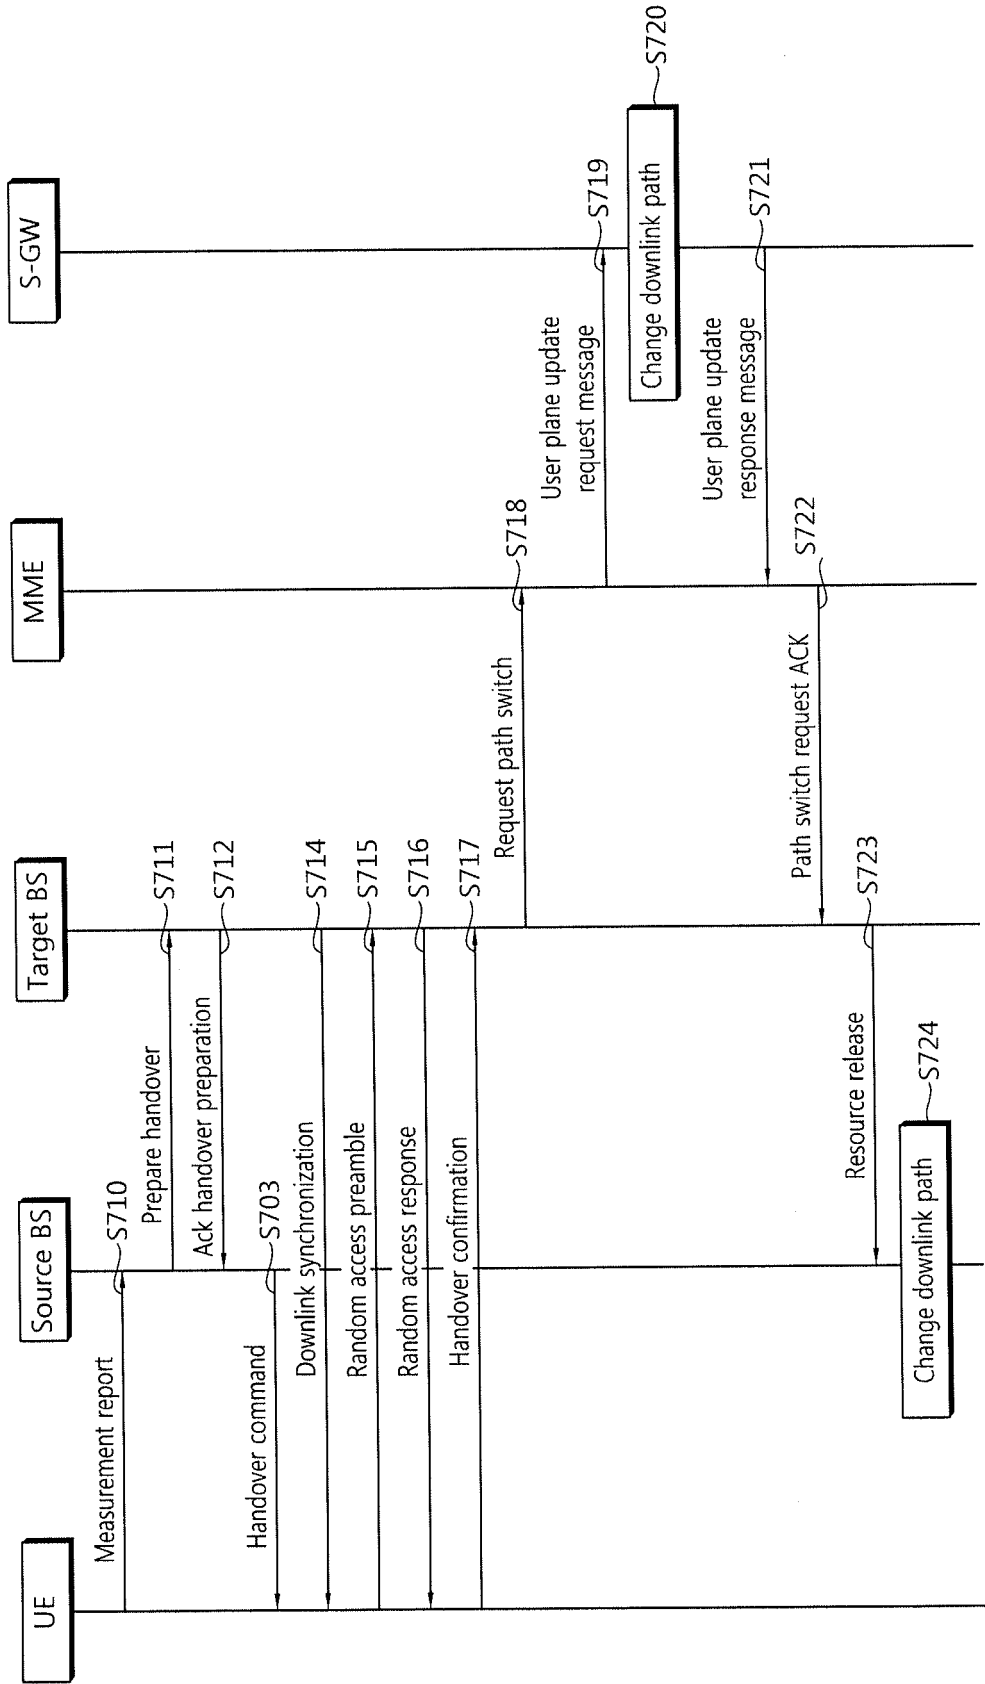 UE
Source BS
Target BS
MME
S-GW
Measurement report
S710
Prepare handover
S711
Ack handover preparation
S712
Handover command
S703
Downlink synchronization
S714
Random access preamble
S715
Random access response
S716
Handover confirmation
S717
Request path switch
S718
User plane update
request message
S719
Change downlink path
S720
User plane update
response message
S721
Path switch request ACK
S722
Resource release
S723
Change downlink path
S724